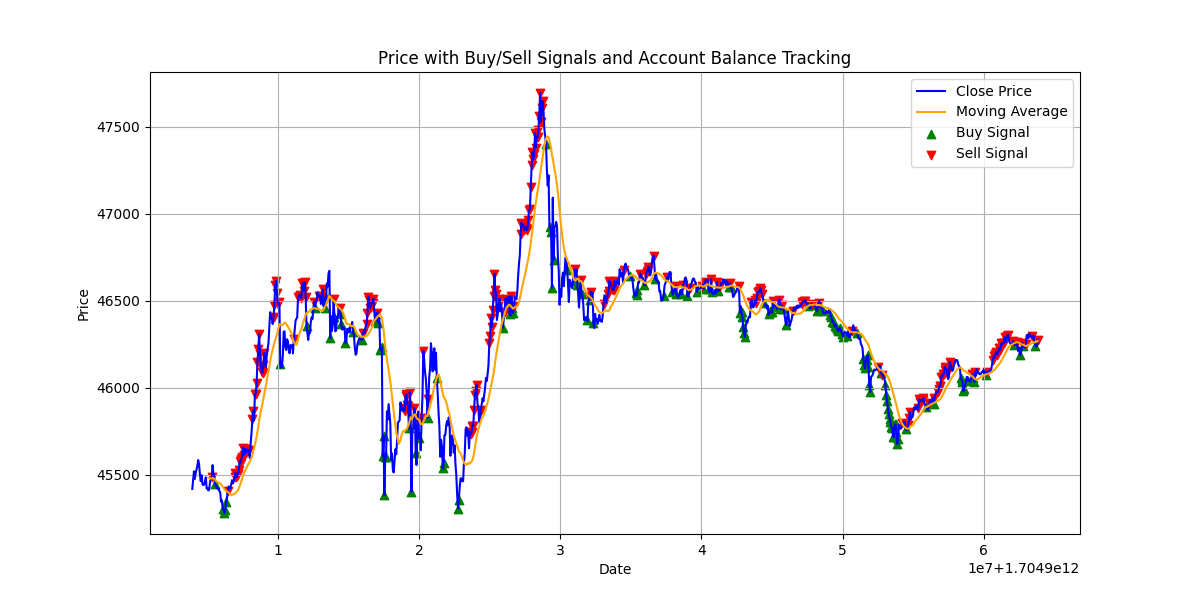 Price with Buy/Sell Signals and Account Balance Tracking
Close Price
Moving Average
Buy Signal
Sell Signal
47500
47000
46500
46000
45500
Price
1 2 3 4 5 6
Date
1e7+1.7049e12